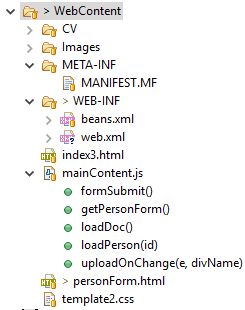 > WebContent
CV
Images
META-INF
MANIFEST.MF
> WEB-INF
beans.xml
web.xml
index3.html
mainContent.js
formSubmit()
getPersonForm()
loadDoc()
loadPerson(id)
uploadOnChange(e, divName)
> personForm.html
template2.css